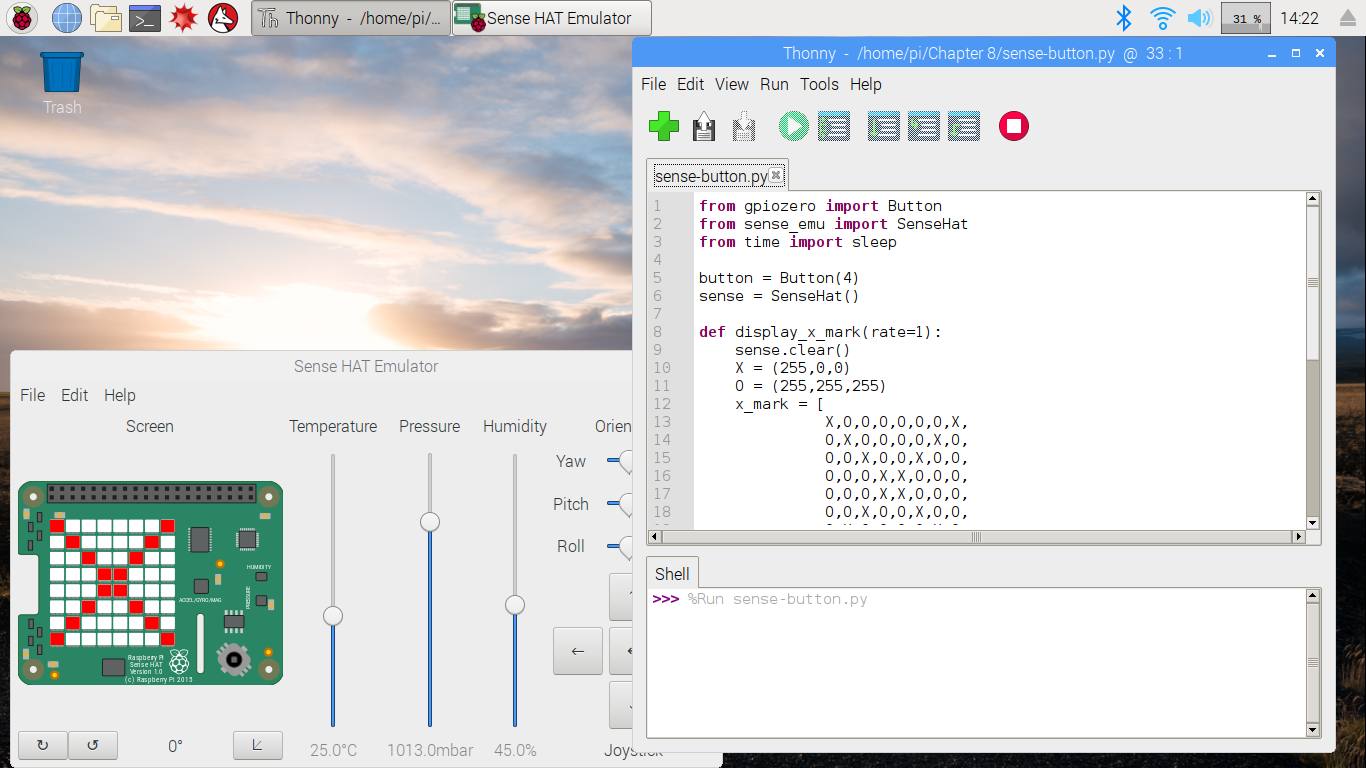 Thonny - /home/pi/...
Sense HAT Emulator
31 %
14:22
Trash
Thonny - /home/pi/Chapter 8/sense-button.py @ 33 : 1
File Edit View Run Tools Help
sense-button.py
1 from gpiozero import Button
2 from sense_emu import SenseHat
3 from time import sleep
4
5 button = Button(4)
6 sense = SenseHat()
7
8 def display_x_mark(rate=1):
9 sense.clear()
10 X = (255,0,0)
11 O = (255,255,255)
12 x_mark = [
13 X,O,O,O,O,O,O,X,
14 O,X,O,O,O,O,X,O,
15 O,O,X,O,O,X,O,O,
16 O,O,O,X,X,O,O,O,
17 O,O,O,X,X,O,O,O,
18 O,O,X,O,O,X,O,O,
Shell
>>> %Run sense-button.py
Sense HAT Emulator
File Edit Help
Screen
Temperature Pressure Humidity Orien
Yaw
Pitch
Roll
HUMIDITY
PRESSURE
ACCEL/GYRO/MAG
Raspberry Pi
Sense HAT
Version 1.0
(c) Raspberry Pi 2015
0°
25.0°C 1013.0mbar 45.0% Joystick